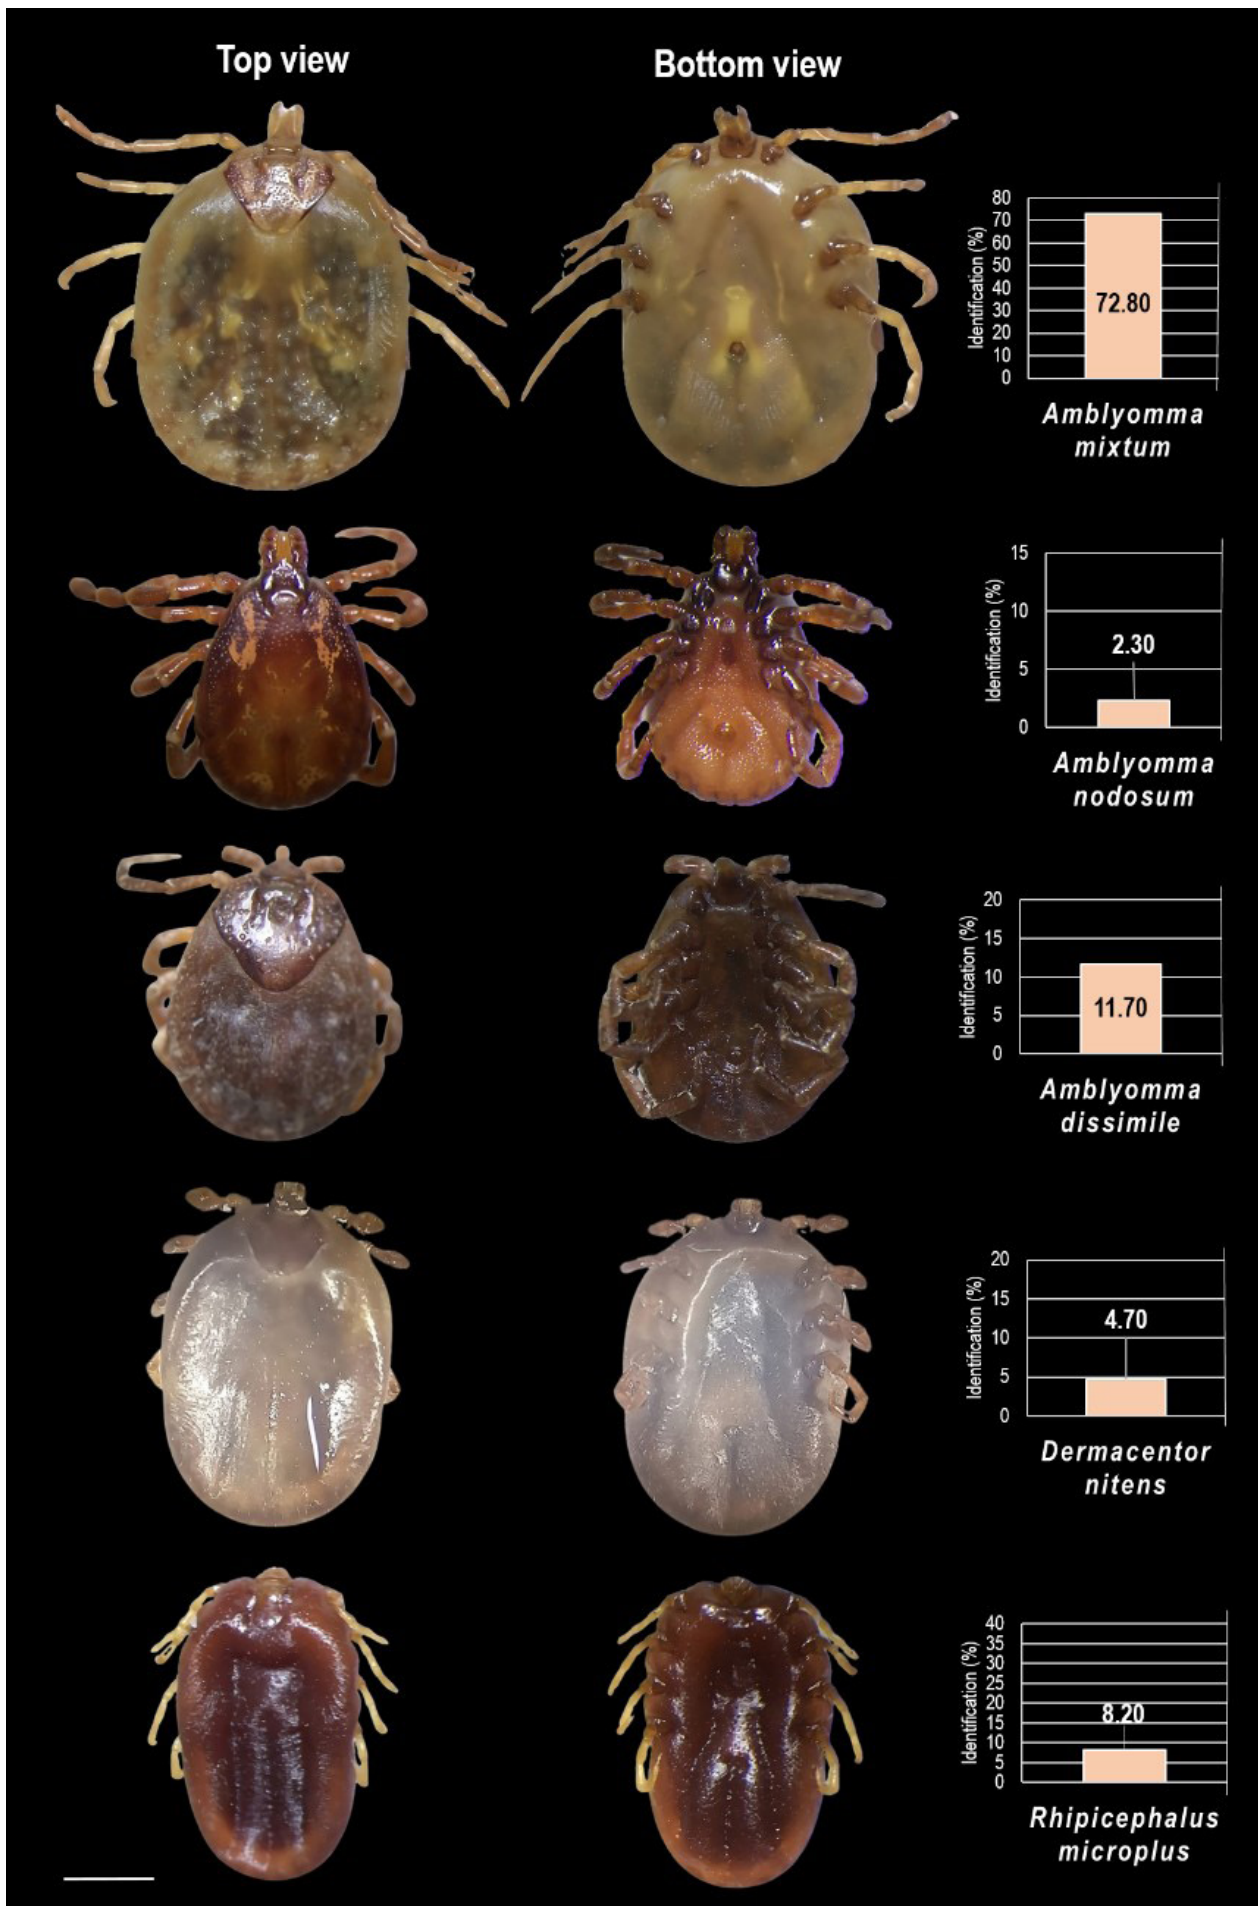 Top view
Bottom view
80
70
60
50
40
30
20
10
0
Identification (%)
72.80
Amblyomma
mixtum
15
10
5
0
Identification (%)
2.30
Amblyomma
nodosum
20
15
10
5
0
Identification (%)
11.70
Amblyomma
dissimile
20
15
10
5
0
Identification (%)
4.70
Dermacentor
nitens
40
35
30
25
20
15
10
5
0
Identification (%)
8.20
Rhipicephalus
microplus